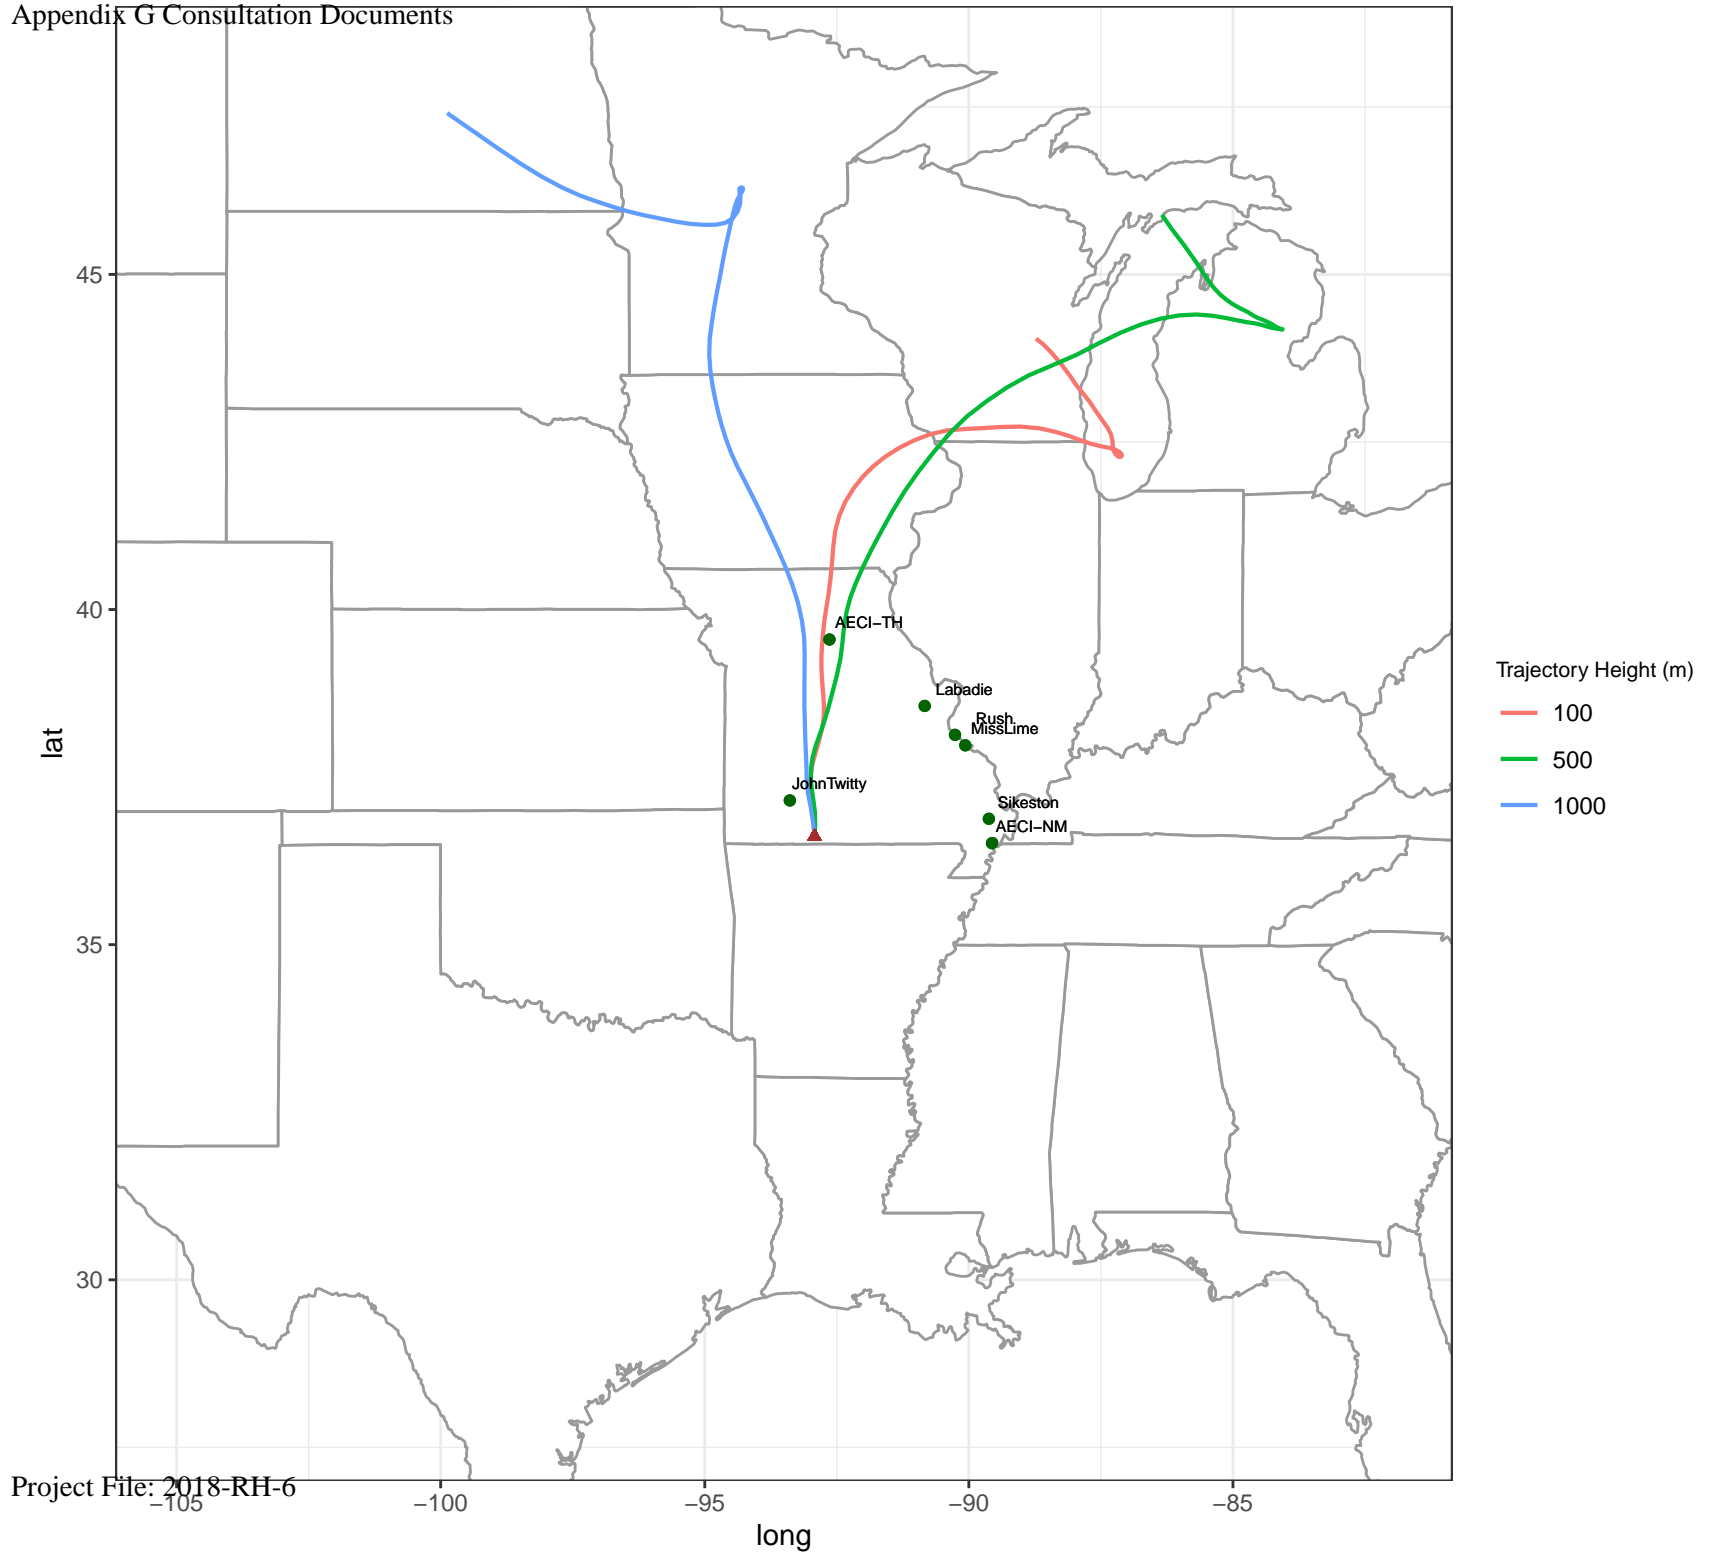 Appendix G Consultation Documents
45
40
35
30
lat
AECI−TH
Labadie
Rush
MissLime
JohnTwitty
Sikeston
AECI−NM
Trajectory Height (m)
100
500
1000
Project File: 2018-RH-6
−105
−100
−95
−90
−85
long